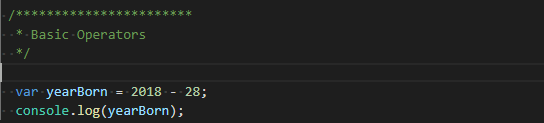 /***********************
* Basic Operators
*/
var yearBorn = 2018 - 28;
console.log(yearBorn);